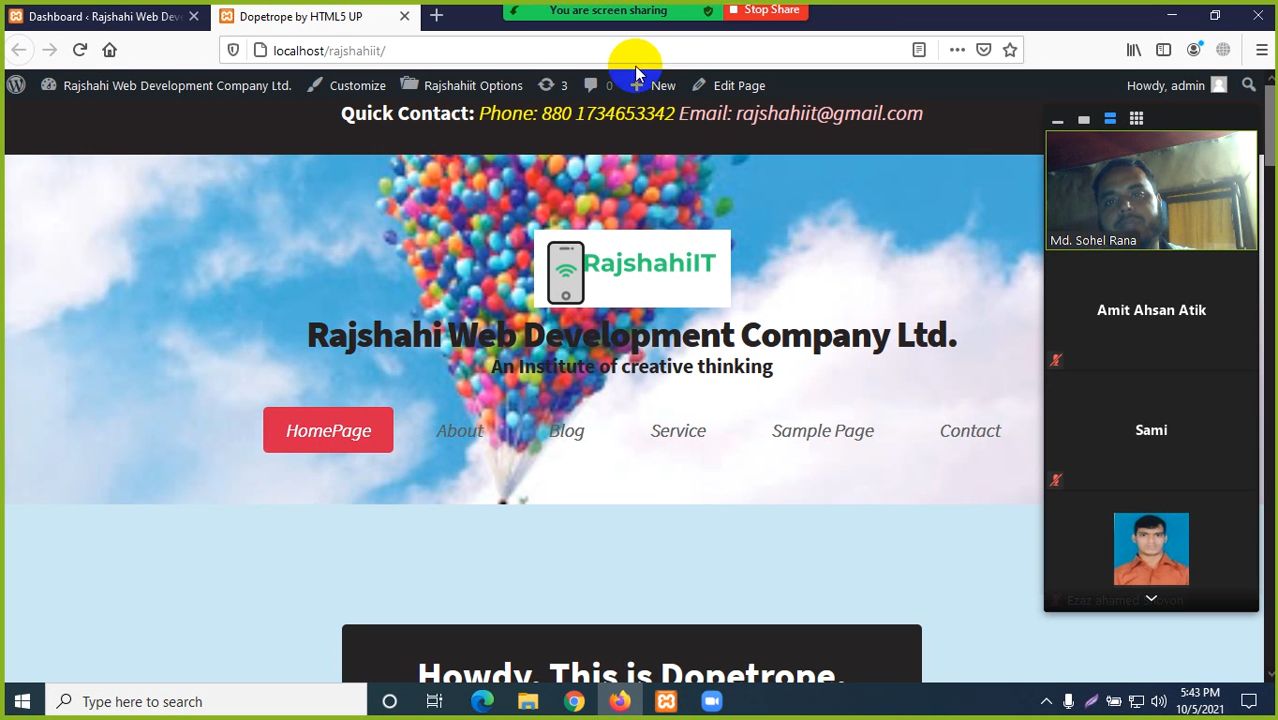 Dashboard ‹ Rajshahi Web Dev
Dopetrope by HTML5 UP
You are screen sharing
Stop Share
localhost/rajshahiit/
Rajshahi Web Development Company Ltd.
Customize
Rajshahiit Options
3
0
New
Edit Page
Howdy, admin
Quick Contact: Phone: 880 1734653342 Email: rajshahiit@gmail.com
RajshahiIT
Rajshahi Web Development Company Ltd.
An Institute of creative thinking
HomePage
About
Blog
Service
Sample Page
Contact
Howdy. This is Dopetrope.
Md. Sohel Rana
Amit Ahsan Atik
Sami
Ezaz ahamed Shovon
Type here to search
5:43 PM
10/5/2021